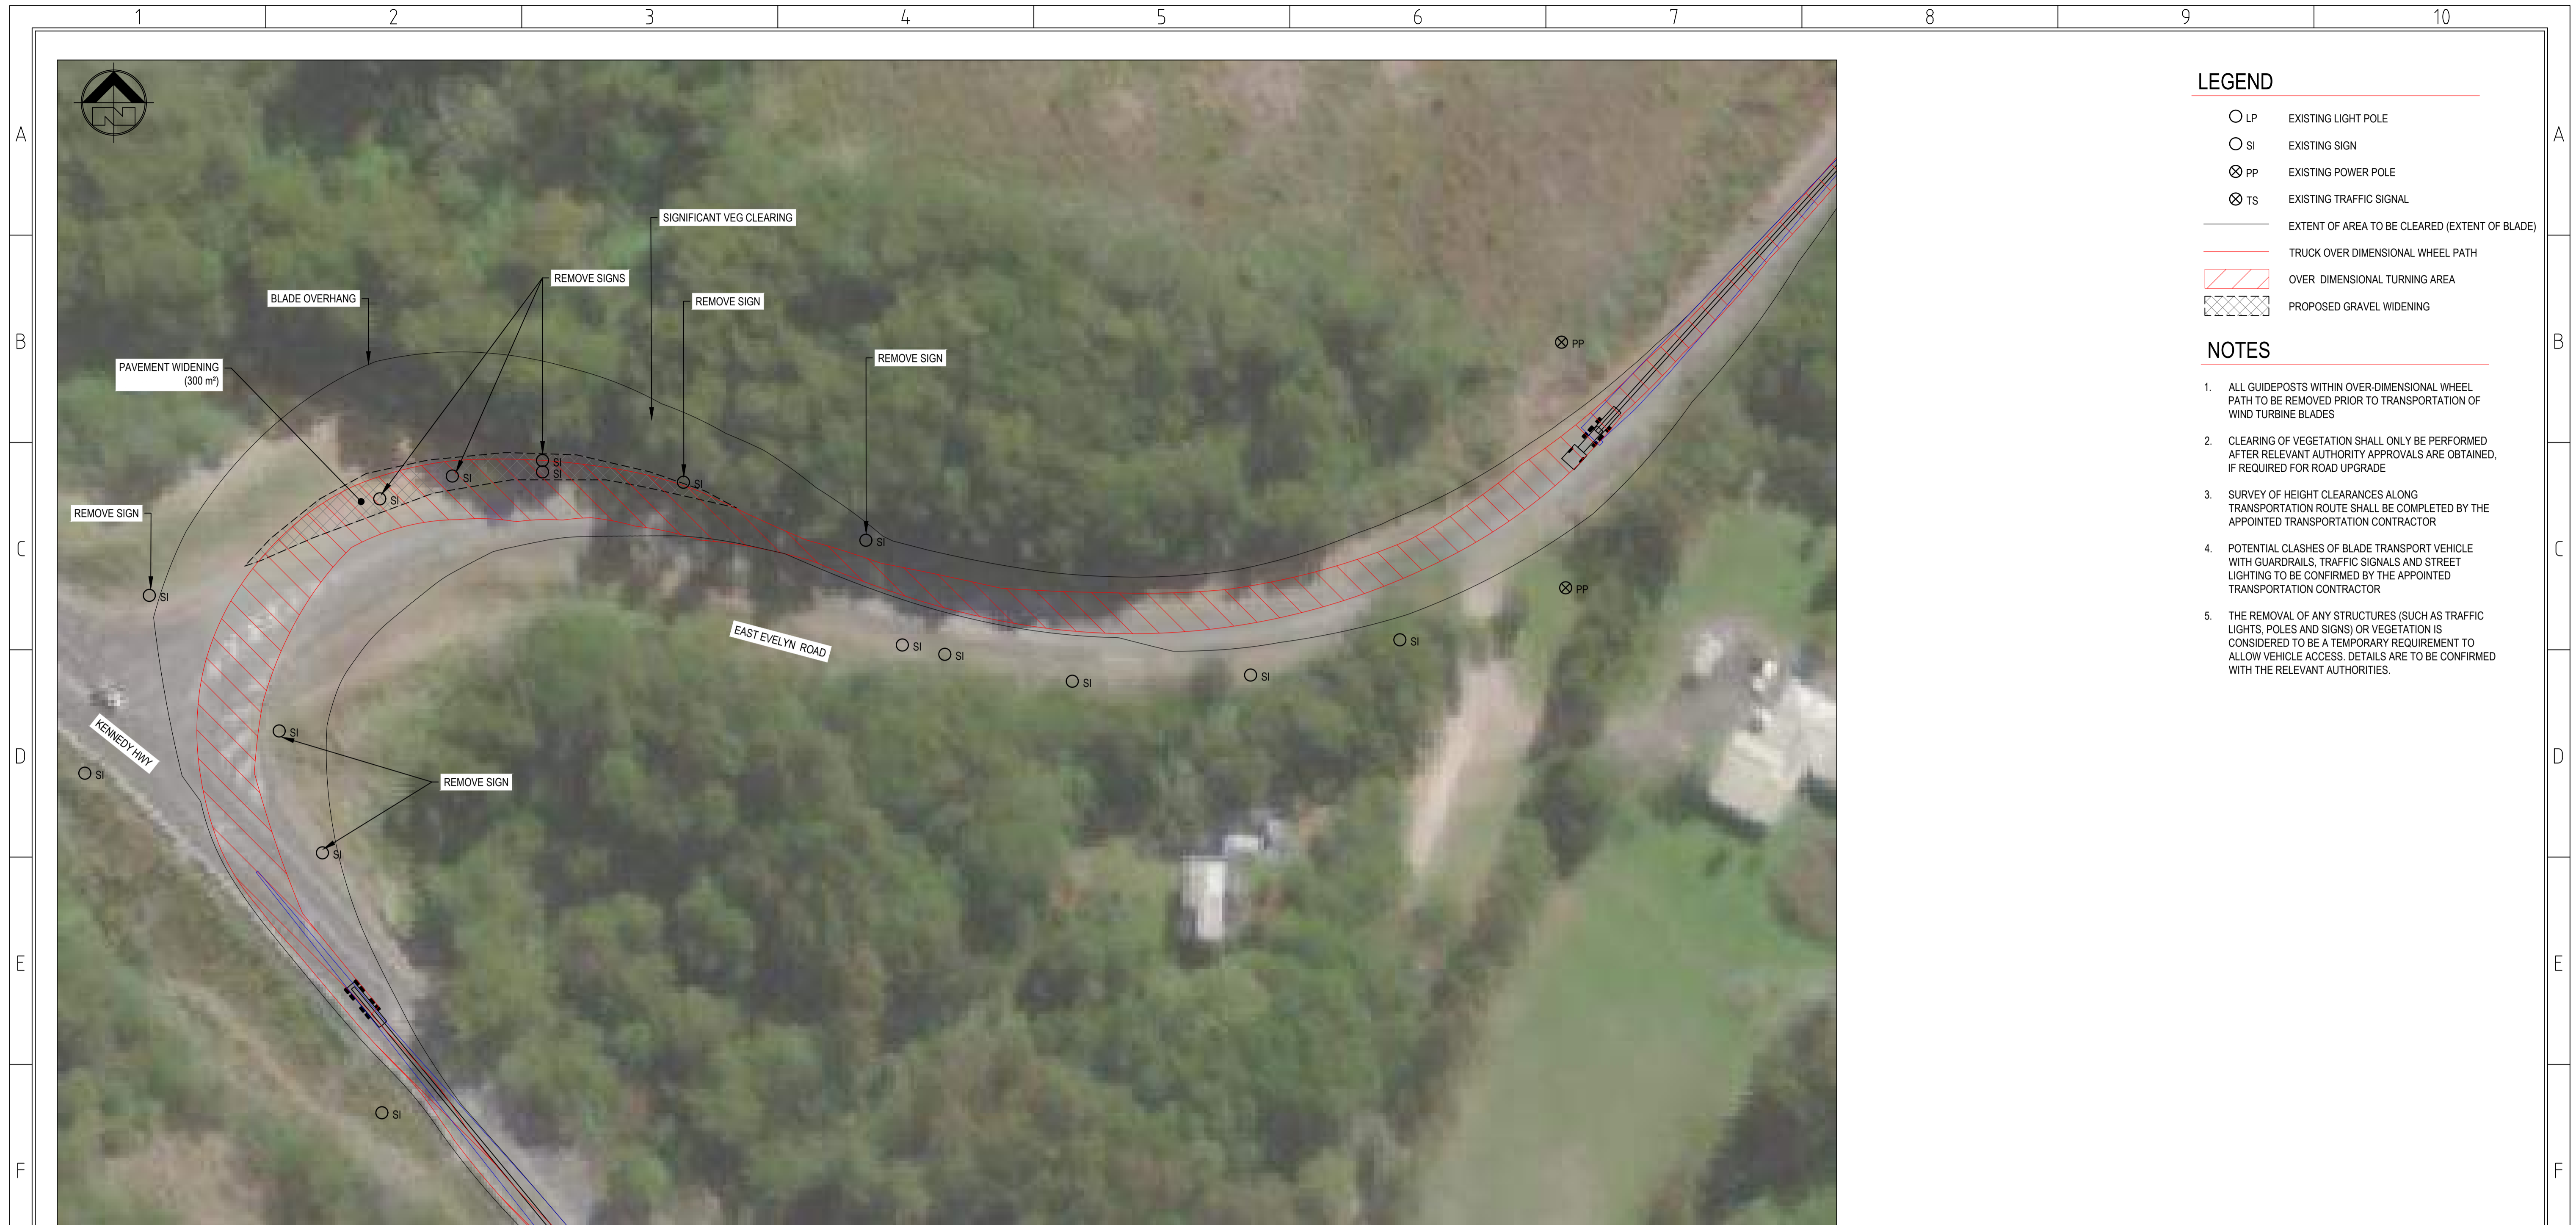 1 2 3 4 5 6 7 8 9 10
A
B
C
D
E
F
A
B
C
D
E
F
N
SIGNIFICANT VEG CLEARING
REMOVE SIGNS
BLADE OVERHANG
REMOVE SIGN
REMOVE SIGN
PAVEMENT WIDENING
(300 m²)
REMOVE SIGN
PP
SI
SI
SI
SI
SI
SI
SI
PP
EAST EVELYN ROAD
SI
SI
SI
SI
SI
SI
KENNEDY HWY
SI
REMOVE SIGN
SI
SI
LEGEND
LP EXISTING LIGHT POLE
SI EXISTING SIGN
PP EXISTING POWER POLE
TS EXISTING TRAFFIC SIGNAL
EXTENT OF AREA TO BE CLEARED (EXTENT OF BLADE)
TRUCK OVER DIMENSIONAL WHEEL PATH
OVER DIMENSIONAL TURNING AREA
PROPOSED GRAVEL WIDENING
NOTES
1. ALL GUIDEPOSTS WITHIN OVER-DIMENSIONAL WHEEL
PATH TO BE REMOVED PRIOR TO TRANSPORTATION OF
WIND TURBINE BLADES
2. CLEARING OF VEGETATION SHALL ONLY BE PERFORMED
AFTER RELEVANT AUTHORITY APPROVALS ARE OBTAINED,
IF REQUIRED FOR ROAD UPGRADE
3. SURVEY OF HEIGHT CLEARANCES ALONG
TRANSPORTATION ROUTE SHALL BE COMPLETED BY THE
APPOINTED TRANSPORTATION CONTRACTOR
4. POTENTIAL CLASHES OF BLADE TRANSPORT VEHICLE
WITH GUARDRAILS, TRAFFIC SIGNALS AND STREET
LIGHTING TO BE CONFIRMED BY THE APPOINTED
TRANSPORTATION CONTRACTOR
5. THE REMOVAL OF ANY STRUCTURES (SUCH AS TRAFFIC
LIGHTS, POLES AND SIGNS) OR VEGETATION IS
CONSIDERED TO BE A TEMPORARY REQUIREMENT TO
ALLOW VEHICLE ACCESS. DETAILS ARE TO BE CONFIRMED
WITH THE RELEVANT AUTHORITIES.